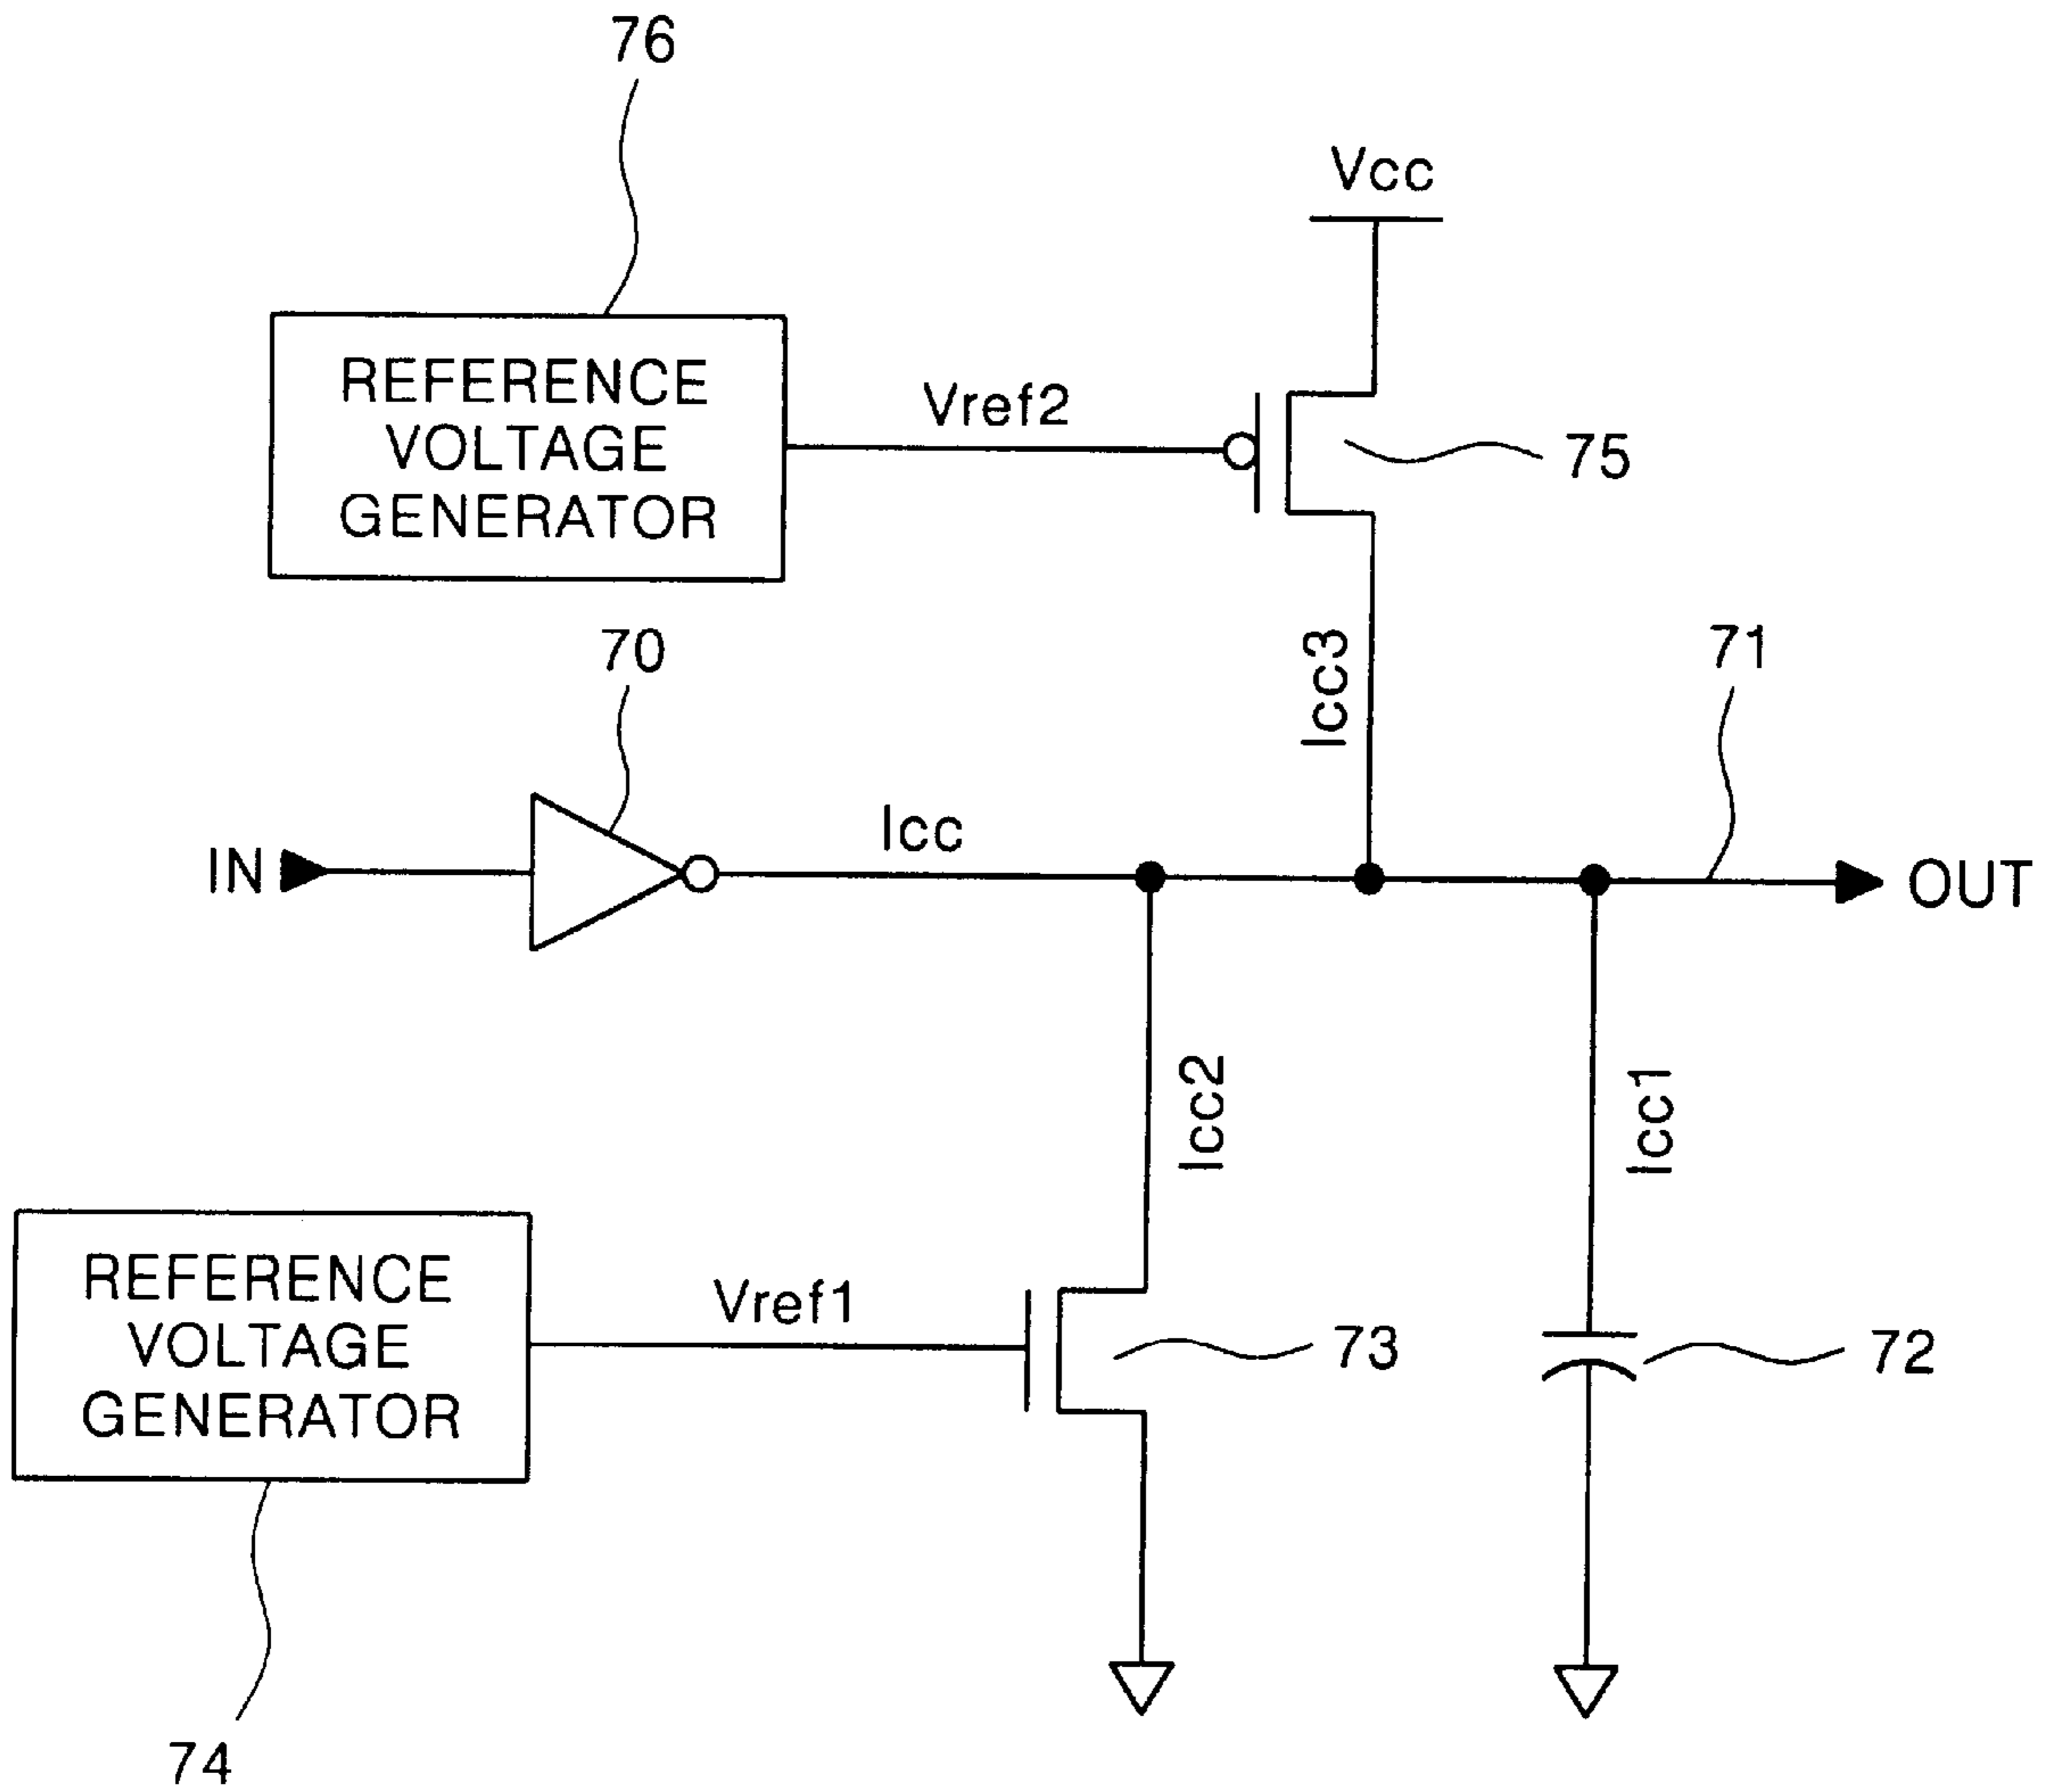 76
Vcc
REFERENCE
VOLTAGE
GENERATOR
Vref2
75
70
Icc3
71
IN
Icc
OUT
Icc2
Icc1
REFERENCE
VOLTAGE
GENERATOR
Vref1
73
72
74